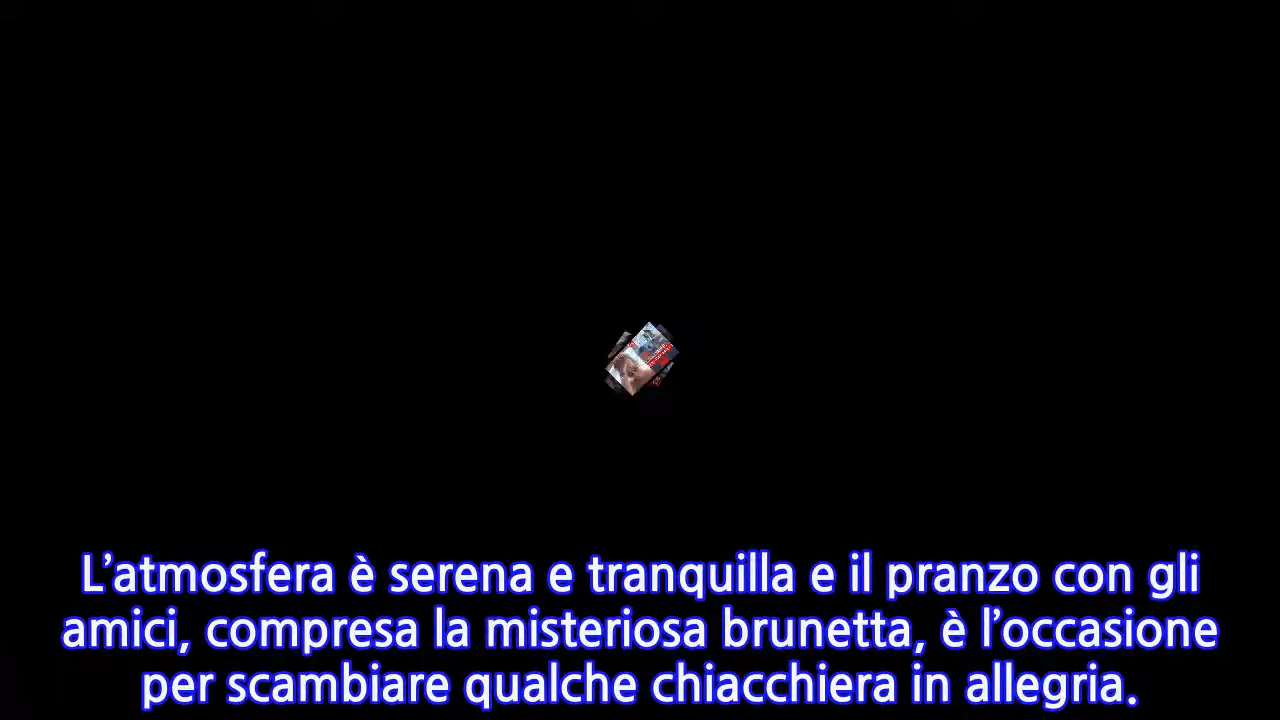 L’atmosfera è serena e tranquilla e il pranzo con gli
amici, compresa la misteriosa brunetta, è l’occasione
per scambiare qualche chiacchiera in allegria.